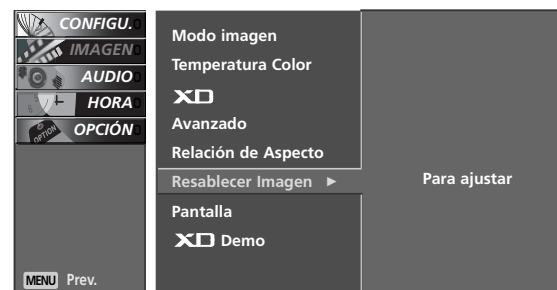 CONFIGU.
IMAGEN
AUDIO
HORA
OPCIÓN
MENU Prev.
Modo imagen
Temperatura Color
XD
Avanzado
Relación de Aspecto
Resablecer Imagen ►
Pantalla
XD Demo
Para ajustar